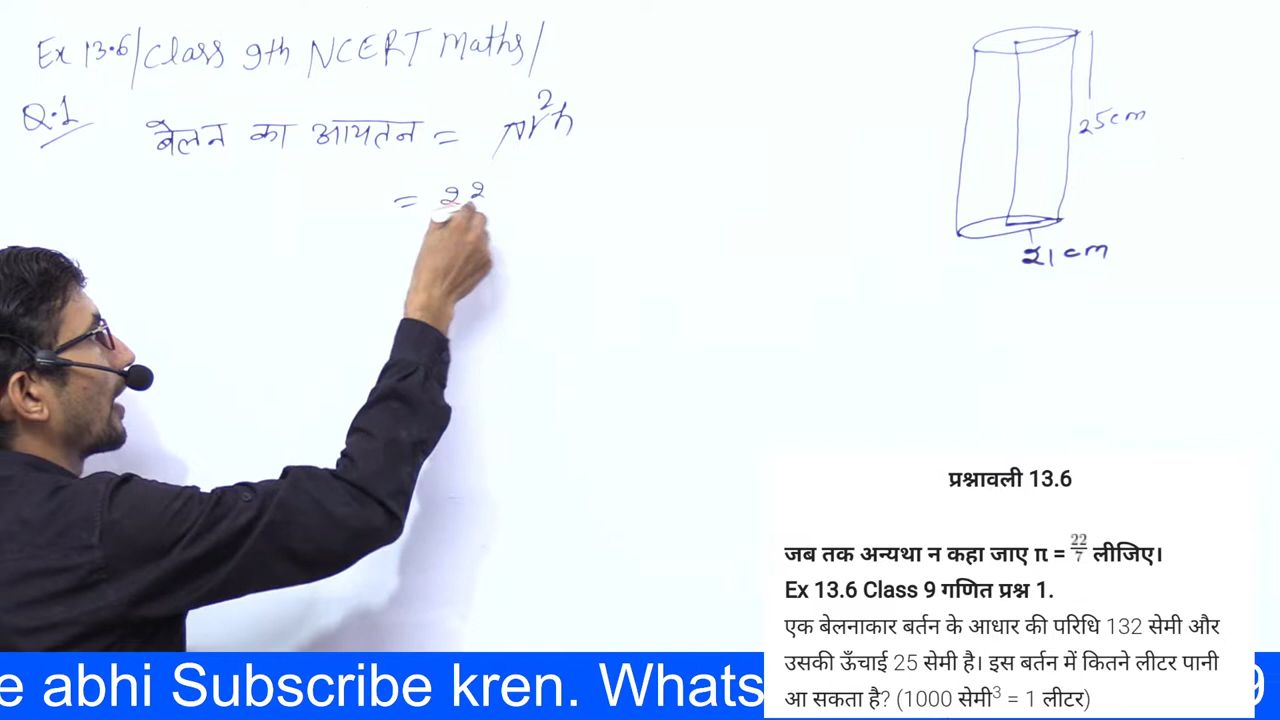 Ex 13.6/Class 9th NCERT Maths/
Q.1
बेलन का आयतन = πr²h
= 22
25cm
21cm
प्रश्नावली 13.6
जब तक अन्यथा न कहा जाए π = 22/7 लीजिए।
Ex 13.6 Class 9 गणित प्रश्न 1.
एक बेलनाकार बर्तन के आधार की परिधि 132 सेमी और
उसकी ऊँचाई 25 सेमी है। इस बर्तन में कितने लीटर पानी
आ सकता है? (1000 सेमी³ = 1 लीटर)
e abhi Subscribe kren. Whats
9